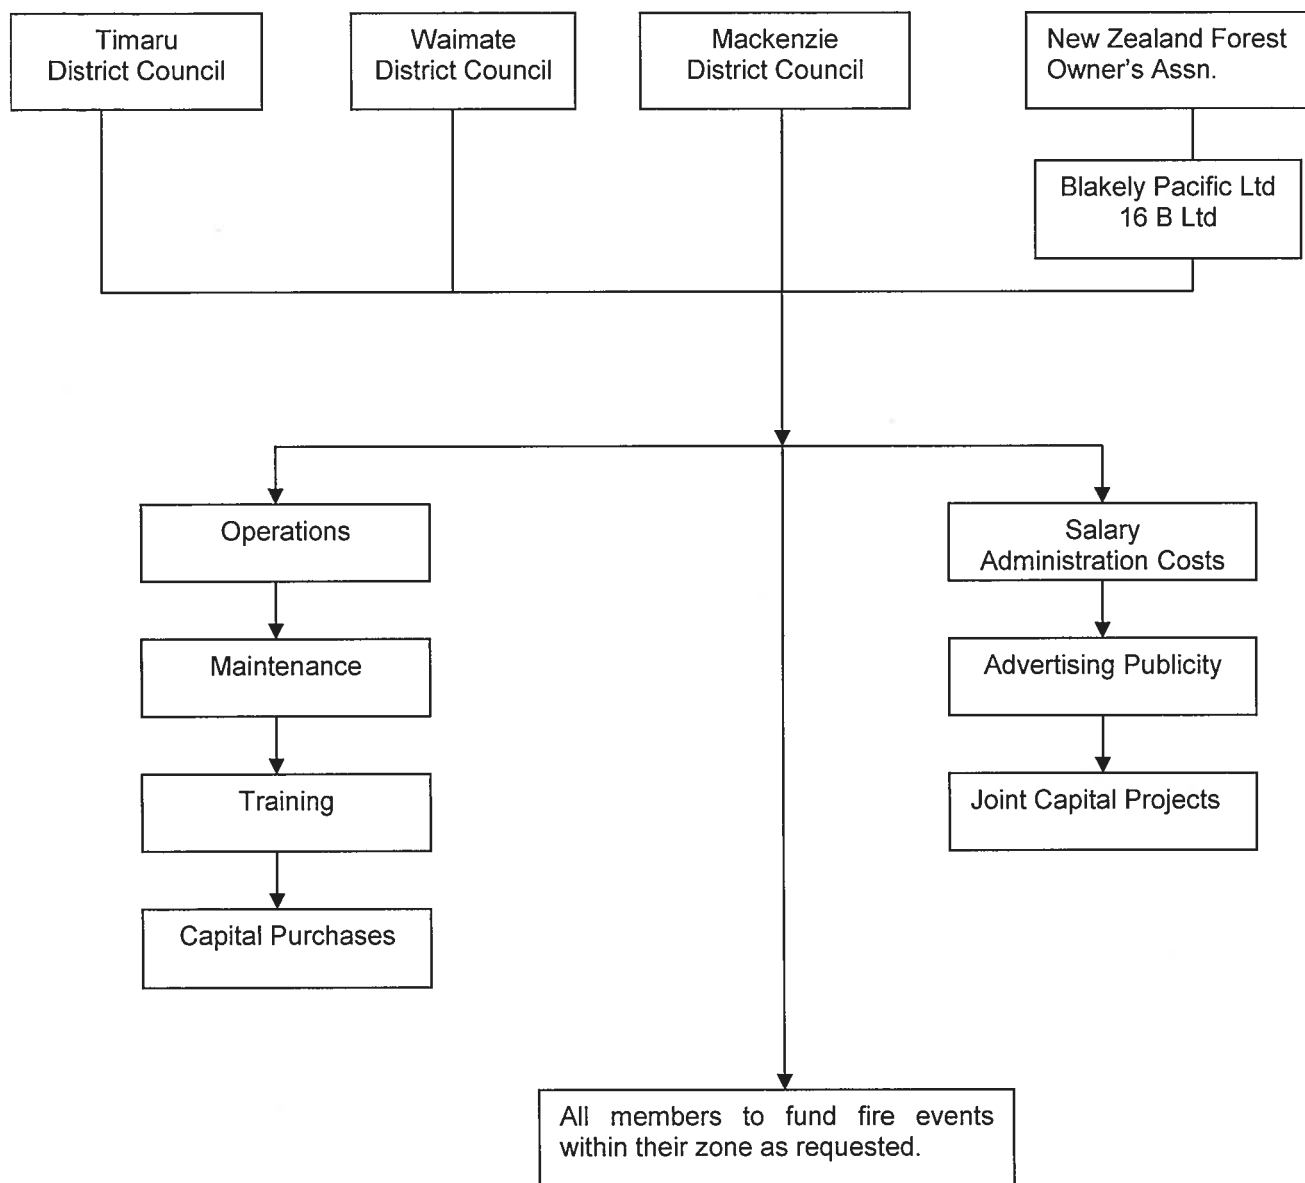 Timaru
District Council
Waimate
District Council
Mackenzie
District Council
New Zealand Forest
Owner's Assn.
Blakely Pacific Ltd
16 B Ltd
Operations
Salary
Administration Costs
Maintenance
Advertising Publicity
Training
Joint Capital Projects
Capital Purchases
All members to fund fire events
within their zone as requested.